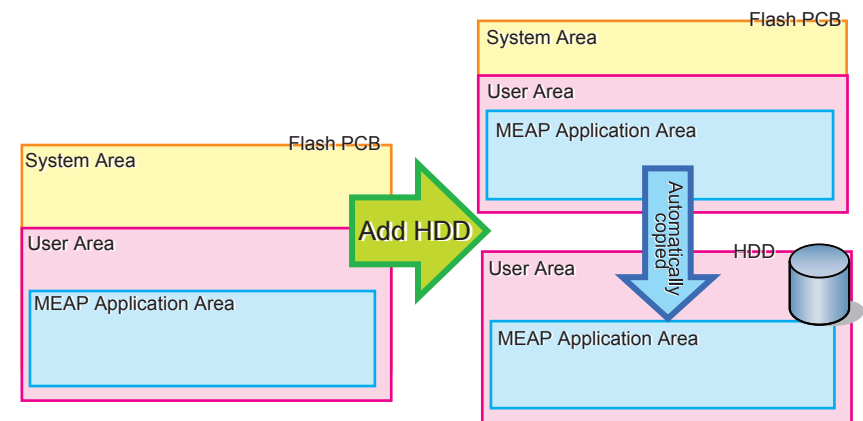 Flash PCB
System Area
User Area
MEAP Application Area
Add HDD
Flash PCB
System Area
User Area
MEAP Application Area
Automatically
copied
HDD
User Area
MEAP Application Area